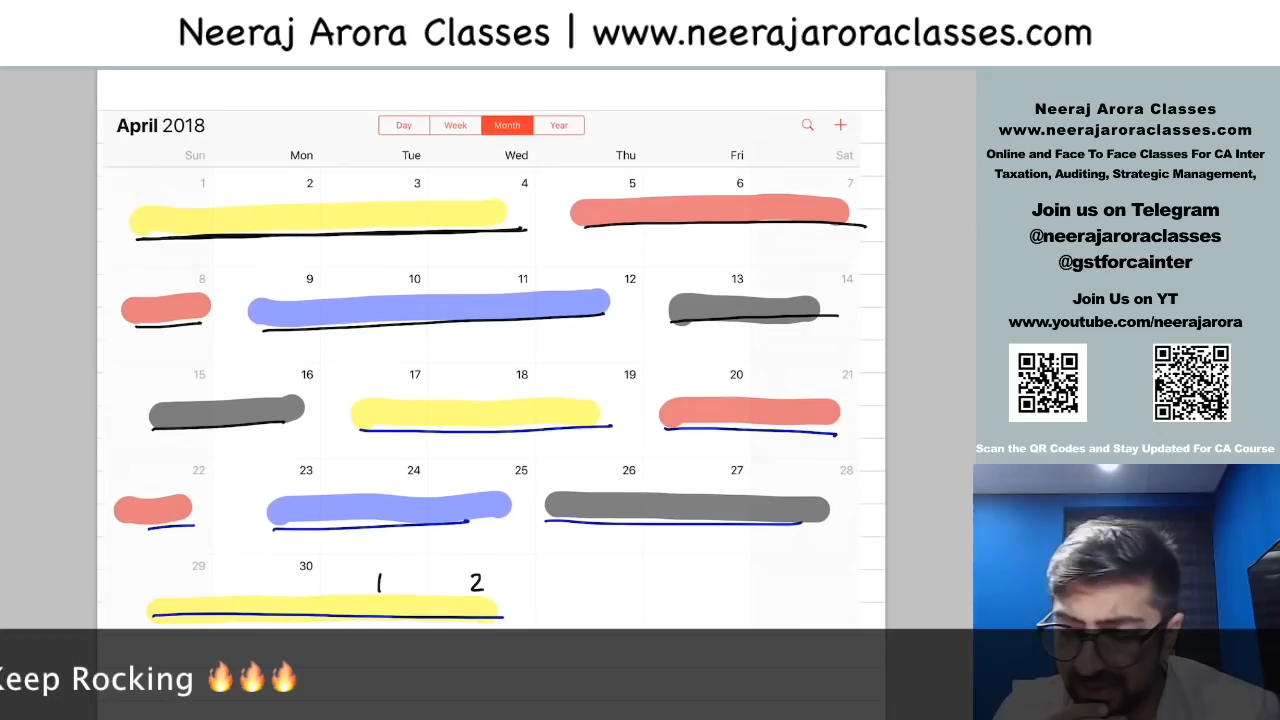 Neeraj Arora Classes | www.neerajaroraclasses.com
April 2018
Day Week Month Year
Sun Mon Tue Wed Thu Fri Sat
1 2 3 4 5 6 7
8 9 10 11 12 13 14
15 16 17 18 19 20 21
22 23 24 25 26 27 28
29 30 1 2
Keep Rocking 🔥🔥🔥
Neeraj Arora Classes
www.neerajaroraclasses.com
Online and Face To Face Classes For CA Inter
Taxation, Auditing, Strategic Management,
Join us on Telegram
@neerajaroraclasses
@gstforcainter
Join Us on YT
www.youtube.com/neerajarora
Scan the QR Codes and Stay Updated For CA Course